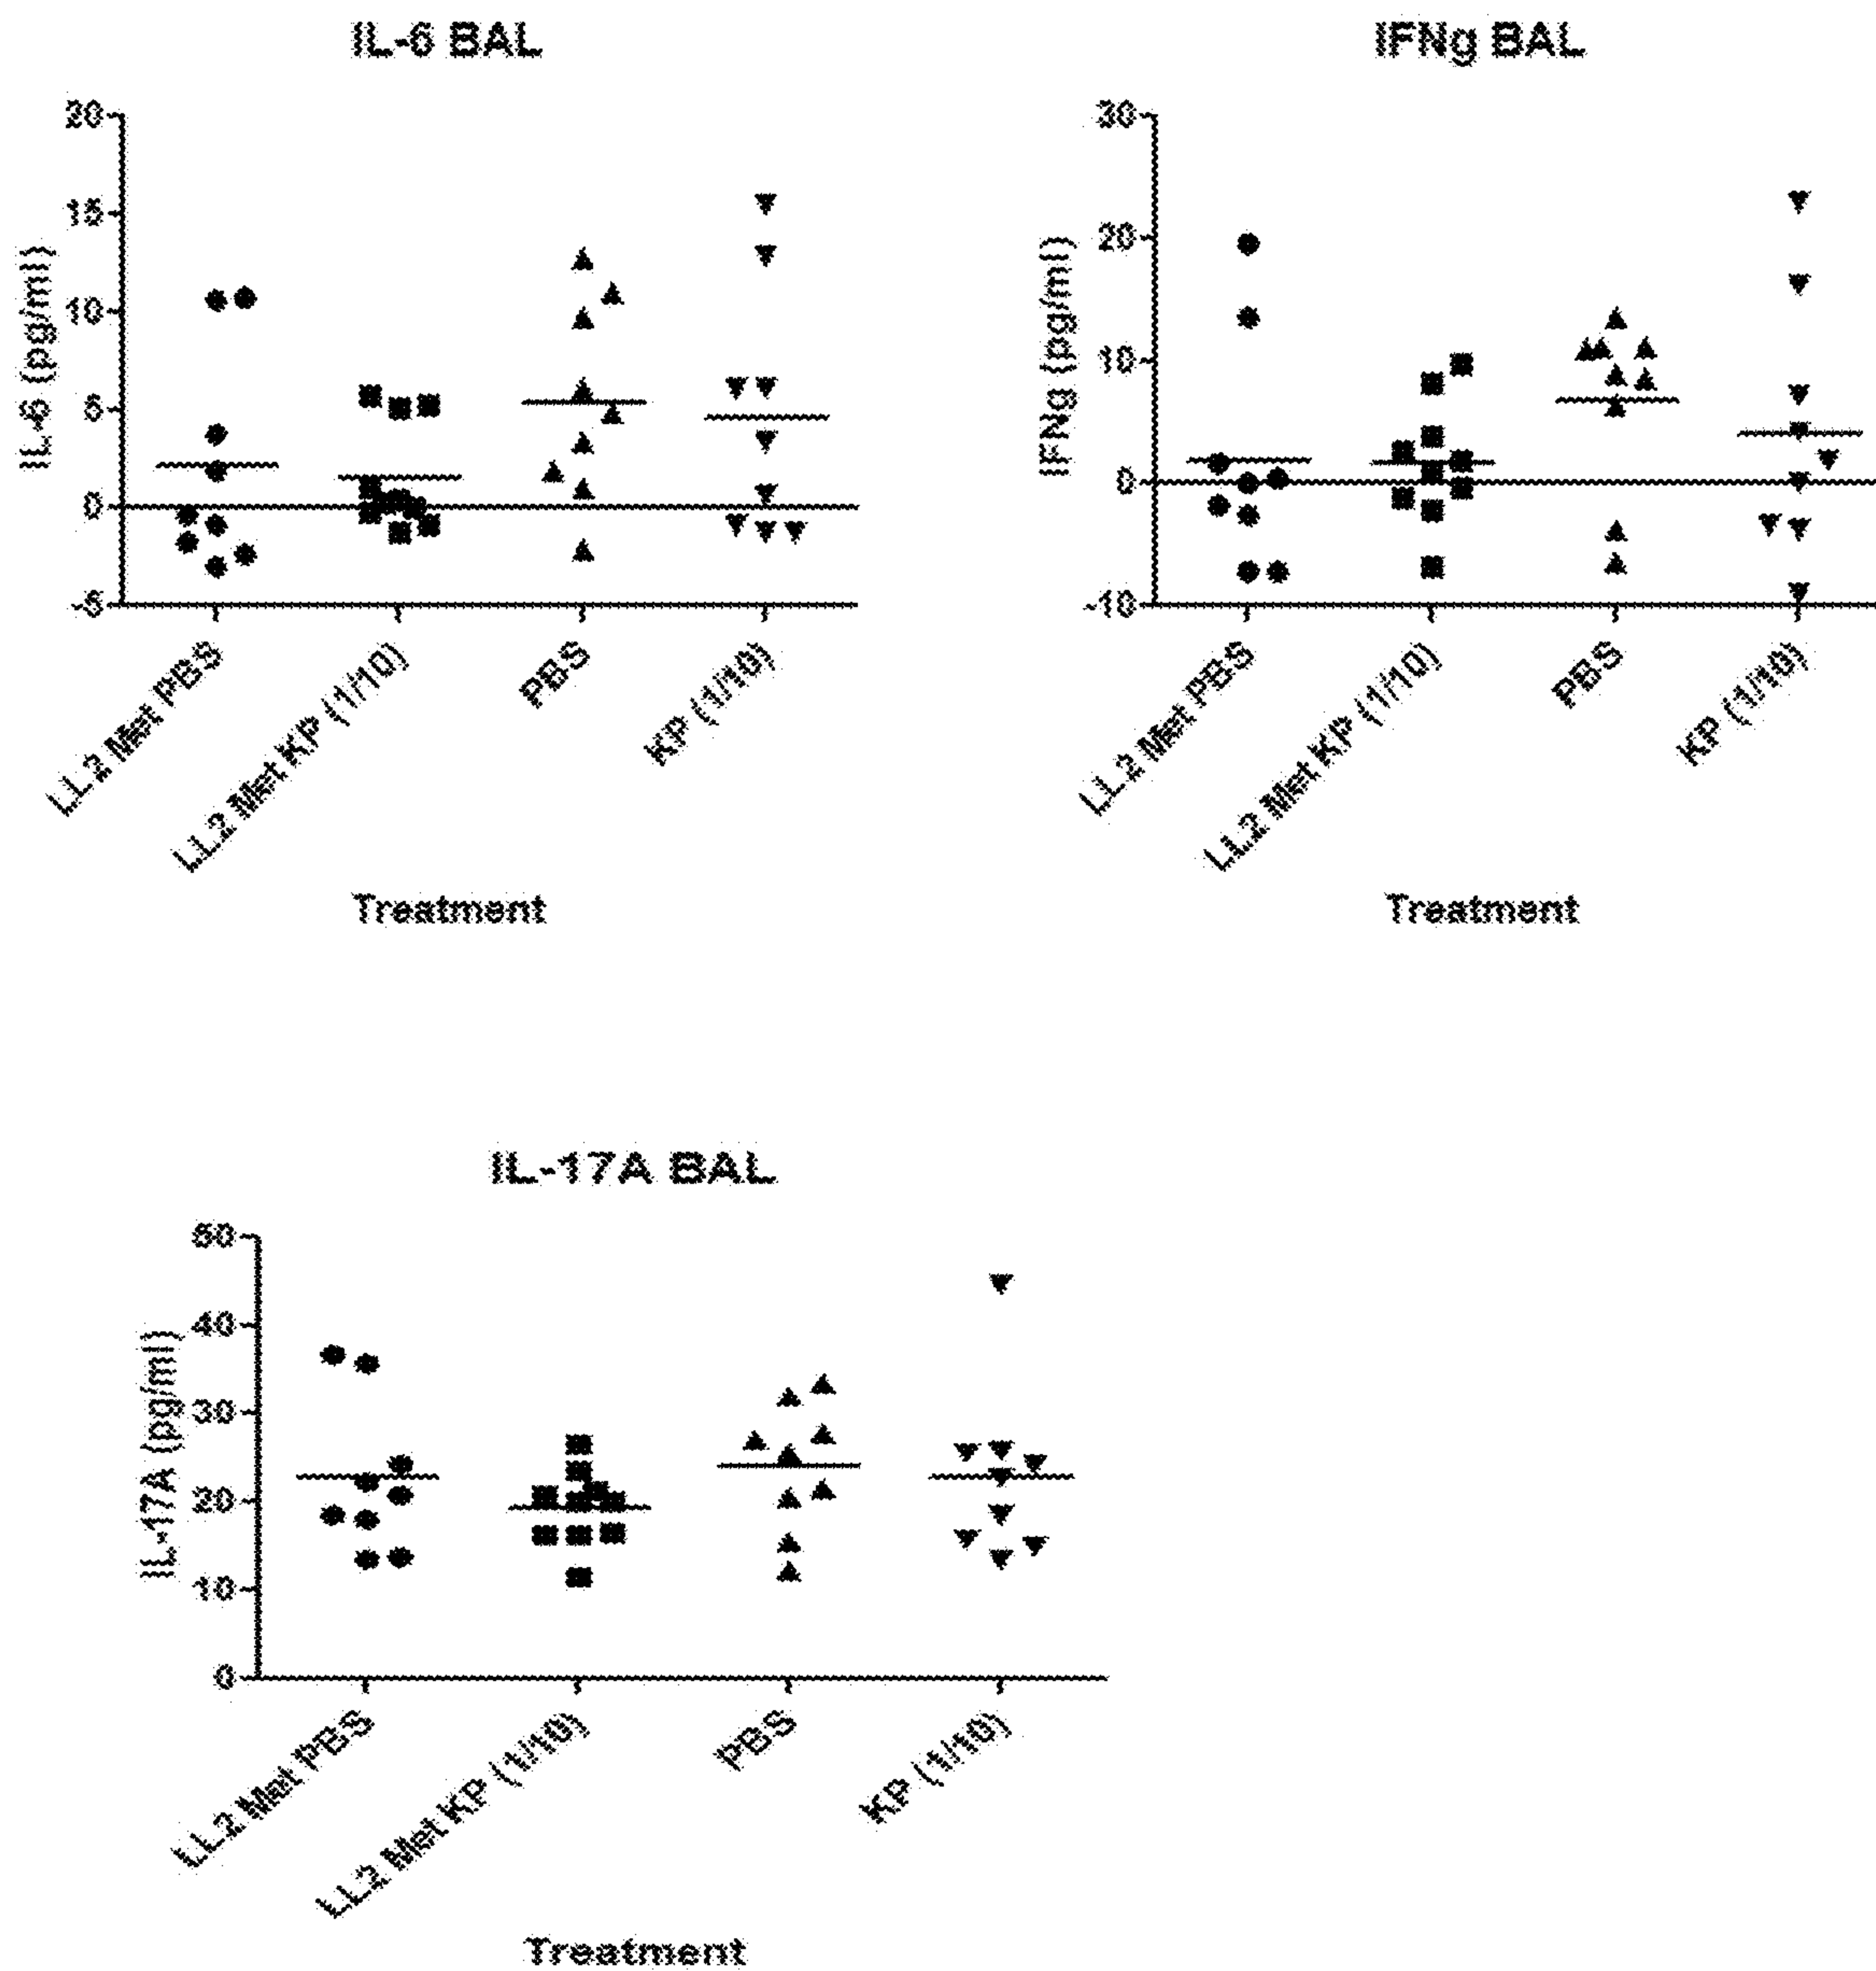 IL-6 BAL
IL-6 (pg/ml)
20
15
10
5
0
-5
LL2 Met PBS
LL2 Met KP (1/10)
PBS
KP (1/10)
Treatment
IFNg BAL
IFNg (pg/ml)
30
20
10
0
-10
LL2 Met PBS
LL2 Met KP (1/10)
PBS
KP (1/10)
Treatment
IL-17A BAL
IL-17A (pg/ml)
50
40
30
20
10
0
LL2 Met PBS
LL2 Met KP (1/10)
PBS
KP (1/10)
Treatment